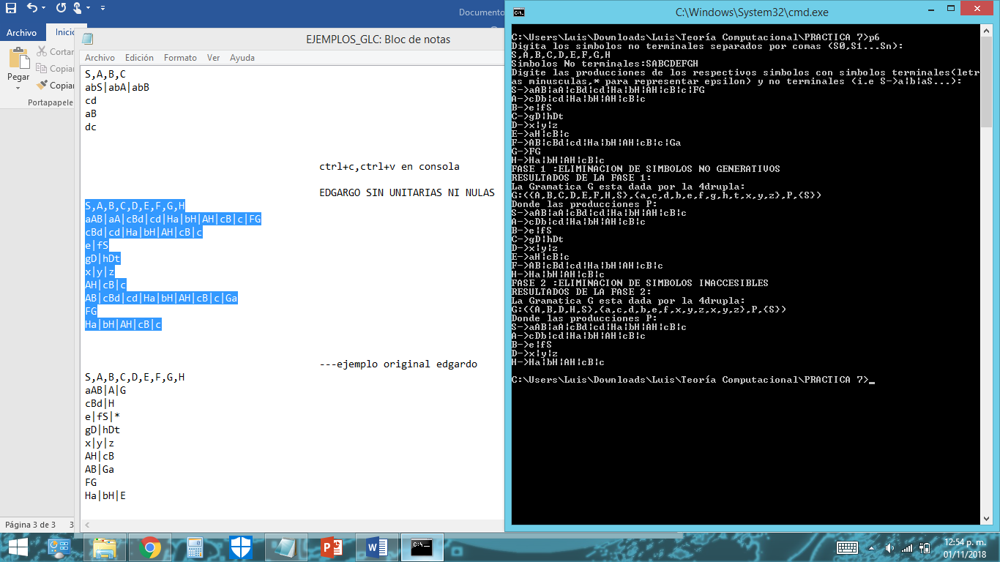 Documento
Archivo
Inicio
Cortar
Copiar
Pegar
Copiar
Portapapeles
Página 3 de 3
3
EJEMPLOS_GLC: Bloc de notas
Archivo Edición Formato Ver Ayuda
S,A,B,C
abS|abA|abB
cd
aB
dc
ctrl+c,ctrl+v en consola
EDGARGO SIN UNITARIAS NI NULAS
S,A,B,C,D,E,F,G,H
aAB|aA|cBd|cd|Ha|bH|AH|cB|c|FG
cBd|cd|Ha|bH|AH|cB|c
e|fS
gD|hDt
x|y|z
AH|cB|c
AB|cBd|cd|Ha|bH|AH|cB|c|Ga
FG
Ha|bH|AH|cB|c
---ejemplo original edgardo
S,A,B,C,D,E,F,G,H
aAB|A|G
cBd|H
e|fS|*
gD|hDt
x|y|z
AH|cB
AB|Ga
FG
Ha|bH|E
C:\Windows\System32\cmd.exe
C:\Users\Luis\Downloads\Luis\Teoría Computacional\PRACTICA 7>p6
Digita los simbolos no terminales separados por comas (S0,S1...Sn):
S,A,B,C,D,E,F,G,H
Simbolos No terminales:SABCDEFGH
Digite las producciones de los respectivos simbolos con simbolos terminales(letr
as minusculas,* para representar epsilon) y no terminales (i.e S->a|b|aS...):
S->aAB|aA|cBd|cd|Ha|bH|AH|cB|c|FG
A->cDb|cd|Ha|bH|AH|cB|c
B->e|fS
C->gD|hDt
D->x|y|z
E->aH|cB|c
F->AB|cBd|cd|Ha|bH|AH|cB|c|Ga
G->FG
H->Ha|bH|AH|cB|c
FASE 1 :ELIMINACION DE SIMBOLOS NO GENERATIVOS
RESULTADOS DE LA FASE 1:
La Gramatica G esta dada por la 4drupla:
G:({A,B,C,D,E,F,H,S},{a,c,d,b,e,f,g,h,t,x,y,z},P,{S})
Donde las producciones P:
S->aAB|aA|cBd|cd|Ha|bH|AH|cB|c
A->cDb|cd|Ha|bH|AH|cB|c
B->e|fS
C->gD|hDt
D->x|y|z
E->aH|cB|c
F->AB|cBd|cd|Ha|bH|AH|cB|c
H->Ha|bH|AH|cB|c
FASE 2 :ELIMINACION DE SIMBOLOS INACCESIBLES
RESULTADOS DE LA FASE 2:
La Gramatica G esta dada por la 4drupla:
G:({A,B,D,H,S},{a,c,d,b,e,f,x,y,z,x,y,z},P,{S})
Donde las producciones P:
S->aAB|aA|cBd|cd|Ha|bH|AH|cB|c
A->cDb|cd|Ha|bH|AH|cB|c
B->e|fS
D->x|y|z
H->Ha|bH|AH|cB|c
C:\Users\Luis\Downloads\Luis\Teoría Computacional\PRACTICA 7>_
12:54 p. m.
01/11/2018